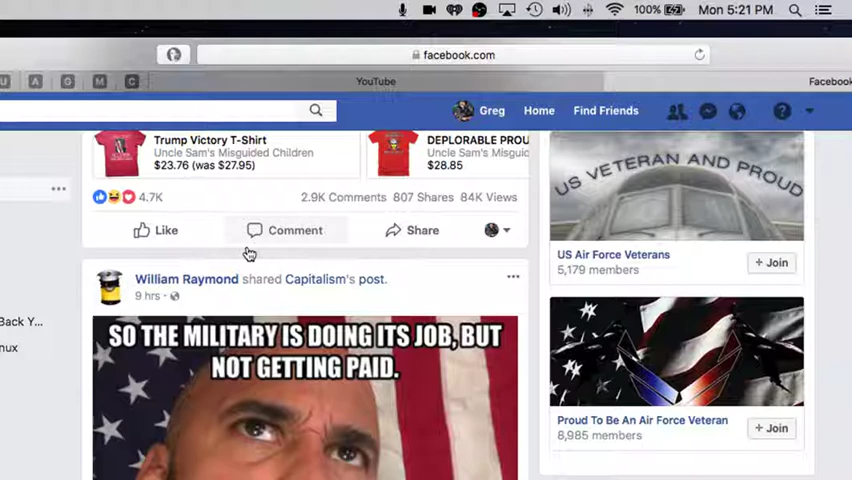 100% Mon 5:21 PM
facebook.com
U A G M C YouTube Facebook
Greg Home Find Friends
Trump Victory T-Shirt
Uncle Sam's Misguided Children
$23.76 (was $27.95)
DEPLORABLE PROU
Uncle Sam's Misguided
$28.85
4.7K 2.9K Comments 807 Shares 84K Views
Like Comment Share
William Raymond shared Capitalism's post.
9 hrs
SO THE MILITARY IS DOING ITS JOB, BUT
NOT GETTING PAID.
Back Y...
nux
US VETERAN AND PROUD
US Air Force Veterans
5,179 members
+ Join
Proud To Be An Air Force Veteran
8,985 members
+ Join